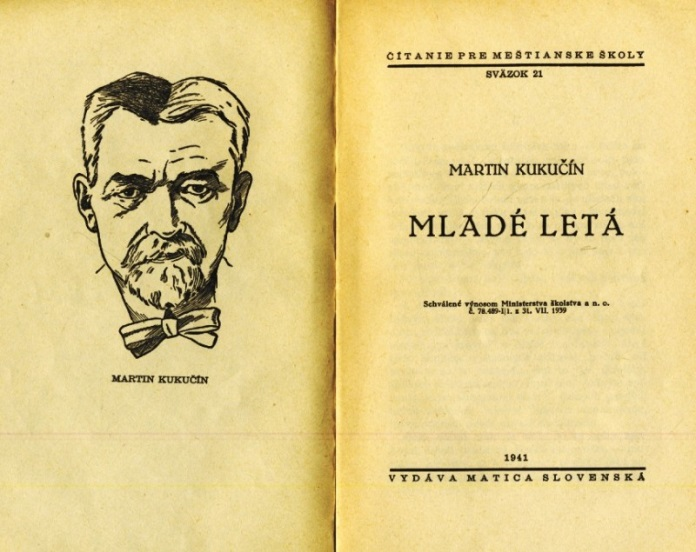 MARTIN KUKUČÍN
ČÍTANIE PRE MEŠTIANSKE ŠKOLY
SVÄZOK 21
MARTIN KUKUČÍN
MLADÉ LETÁ
Schválené výnosom Ministerstva školstva a n. o.
č. 78.489-I/1. z 31. VII. 1939
1941
VYDÁVA MATICA SLOVENSKÁ